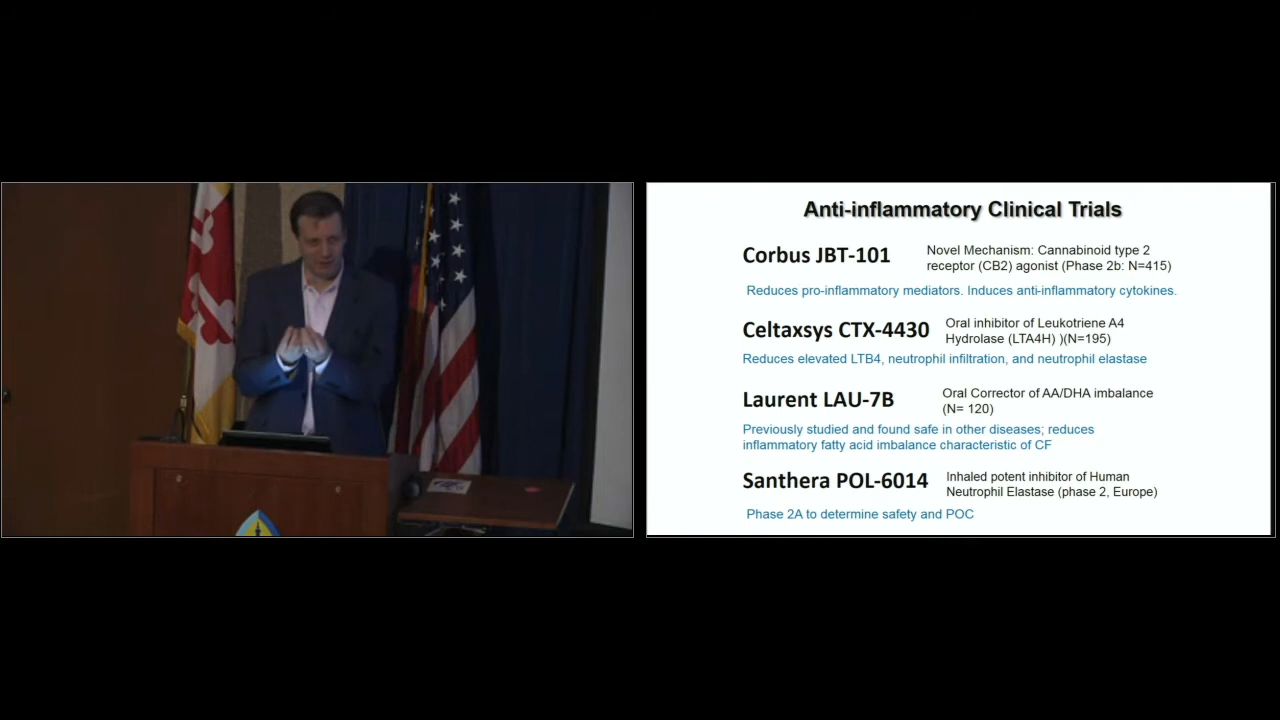 Anti-inflammatory Clinical Trials
Corbus JBT-101
Novel Mechanism: Cannabinoid type 2
receptor (CB2) agonist (Phase 2b: N=415)
Reduces pro-inflammatory mediators. Induces anti-inflammatory cytokines.
Celtaxsys CTX-4430
Oral inhibitor of Leukotriene A4
Hydrolase (LTA4H) )(N=195)
Reduces elevated LTB4, neutrophil infiltration, and neutrophil elastase
Laurent LAU-7B
Oral Corrector of AA/DHA imbalance
(N= 120)
Previously studied and found safe in other diseases; reduces
inflammatory fatty acid imbalance characteristic of CF
Santhera POL-6014
Inhaled potent inhibitor of Human
Neutrophil Elastase (phase 2, Europe)
Phase 2A to determine safety and POC